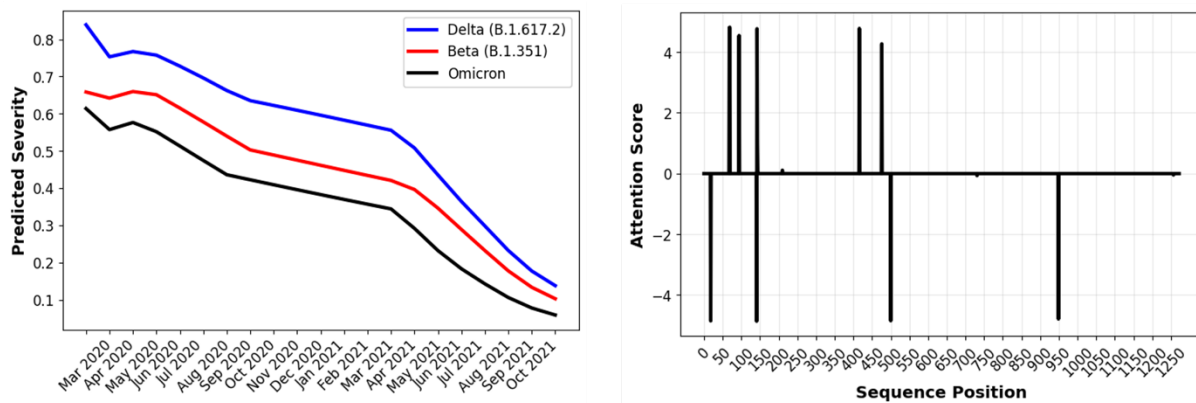 Predicted Severity
0.8
0.7
0.6
0.5
0.4
0.3
0.2
0.1
Delta (B.1.617.2)
Beta (B.1.351)
Omicron
Mar 2020
Apr 2020
May 2020
Jun 2020
Jul 2020
Aug 2020
Sep 2020
Oct 2020
Nov 2020
Dec 2020
Jan 2021
Feb 2021
Mar 2021
Apr 2021
May 2021
Jun 2021
Jul 2021
Aug 2021
Sep 2021
Oct 2021
Attention Score
4
2
0
−2
−4
0
50
100
150
200
250
300
350
400
450
500
550
600
650
700
750
800
850
900
950
1000
1050
1100
1150
1200
1250
Sequence Position